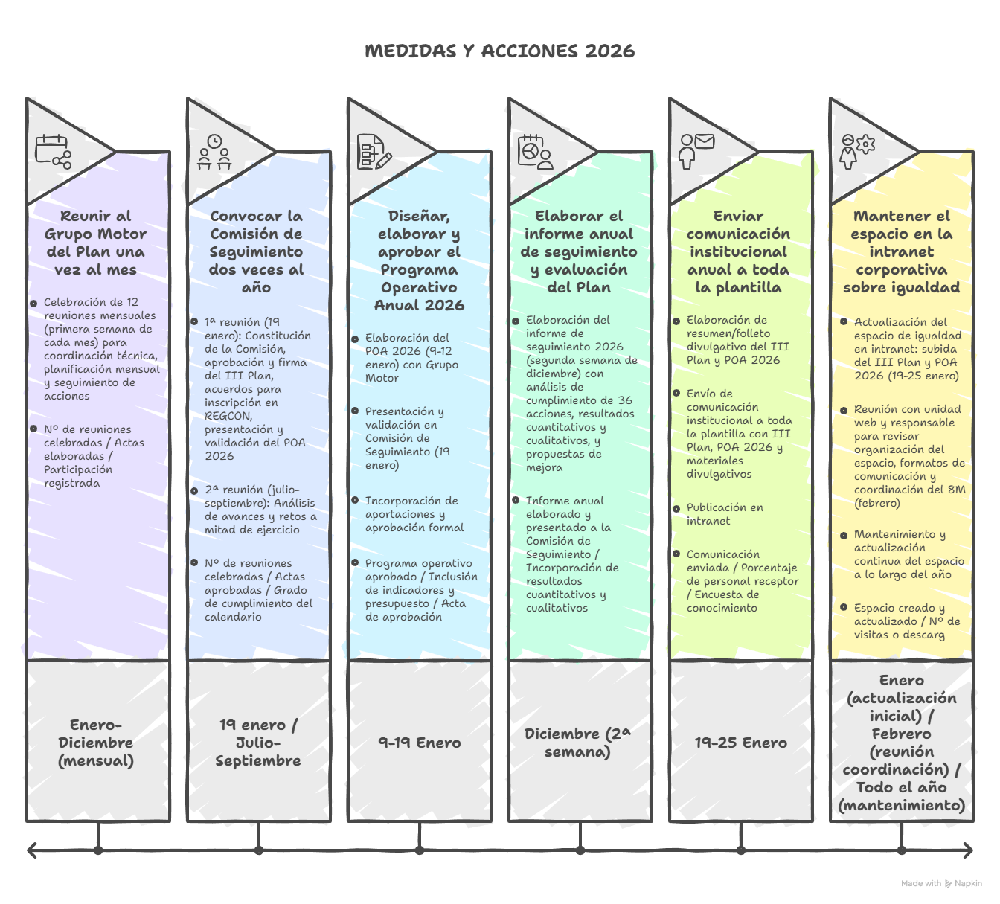 MEDIDAS Y ACCIONES 2026
Reunir al
Grupo Motor
del Plan una
vez al mes
Celebración de 12
reuniones mensuales
(primera semana de
cada mes) para
coordinación técnica,
planificación mensual
y seguimiento de
acciones
Nº de reuniones
celebradas / Actas
elaboradas /
Participación
registrada
Enero-
Diciembre
(mensual)
Convocar la
Comisión de
Seguimiento
dos veces al
año
1ª reunión (19
enero): Constitución
de la Comisión,
aprobación y firma
del III Plan,
acuerdos para
inscripción en
REGCON,
presentación y
validación del POA
2026
2ª reunión (julio-
septiembre): Análisis
de avances y retos a
mitad de ejercicio
Nº de reuniones
celebradas / Actas
aprobadas / Grado
de cumplimiento del
calendario
19 enero /
Julio-
Septiembre
Diseñar,
elaborar y
aprobar el
Programa
Operativo
Anual 2026
Elaboración del
POA 2026 (9-12
enero) con Grupo
Motor
Presentación y
validación en
Comisión de
Seguimiento (19
enero)
Incorporación de
aportaciones y
aprobación formal
Programa operativo
aprobado / Inclusión
de indicadores y
presupuesto / Acta
de aprobación
9-19 Enero
Elaborar el
informe anual
de seguimiento
y evaluación
del Plan
Elaboración del
informe de
seguimiento 2026
(segunda semana de
diciembre) con
análisis de
cumplimiento de 36
acciones, resultados
cuantitativos y
cualitativos, y
propuestas de
mejora
Informe anual
elaborado y
presentado a la
Comisión de
Seguimiento /
Incorporación de
resultados
cuantitativos y
cualitativos
Diciembre (2ª
semana)
Enviar
comunicación
institucional
anual a toda
la plantilla
Elaboración de
resumen/folleto
divulgativo del III
Plan y POA 2026
Envío de
comunicación
institucional a toda
la plantilla con III
Plan, POA 2026 y
materiales
divulgativos
Publicación en
intranet
Comunicación
enviada / Porcentaje
de personal receptor
/ Encuesta de
conocimiento
19-25 Enero
Mantener el
espacio en la
intranet
corporativa
sobre igualdad
Actualización del
espacio de igualdad
en intranet: subida
del III Plan y POA
2026 (19-25 enero)
Reunión con unidad
web y responsable
para revisar
organización del
espacio, formatos de
comunicación y
coordinación del 8M
(febrero)
Mantenimiento y
actualización
continua del espacio
a lo largo del año
Espacio creado y
actualizado / Nº de
visitas o descarg
Enero
(actualización
inicial) /
Febrero
(reunión
coordinación) /
Todo el año
(mantenimiento)
Made with Napkin